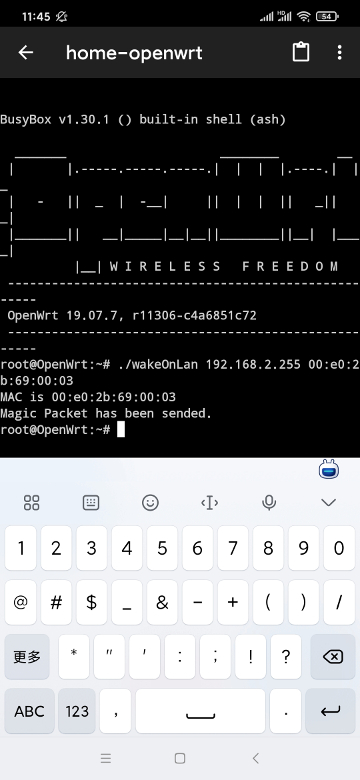 11:45
HD
54
home-openwrt
BusyBox v1.30.1 () built-in shell (ash)
|__| W I R E L E S S   F R E E D O M
-----------------------------------------------------
OpenWrt 19.07.7, r11306-c4a6851c72
-----------------------------------------------------
root@OpenWrt:~# ./wakeOnLan 192.168.2.255 00:e0:2
b:69:00:03
MAC is 00:e0:2b:69:00:03
Magic Packet has been sended.
root@OpenWrt:~#
1 2 3 4 5 6 7 8 9 0
@ # $ _ & - + ( ) /
更多 * " ' : ; ! ?
ABC 123 , .